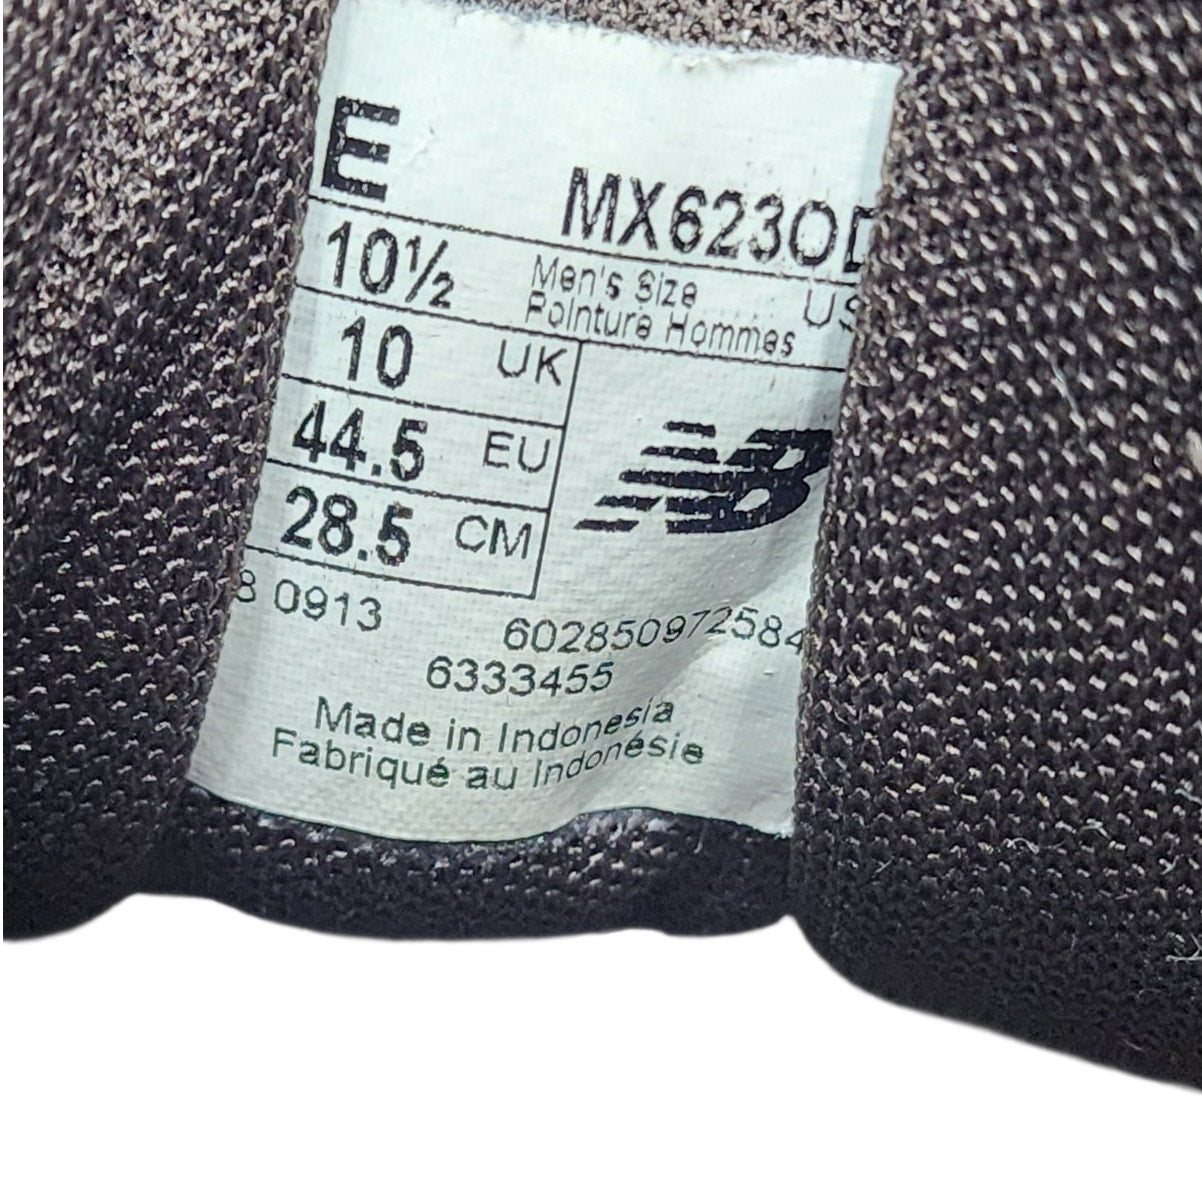 E
MX623OD
10½ Men's Size US
Pointure Hommes
10 UK
44.5 EU
NB
28.5 CM
8 0913
602850972584
6333455
Made in Indonesia
Fabriqué au Indonésie